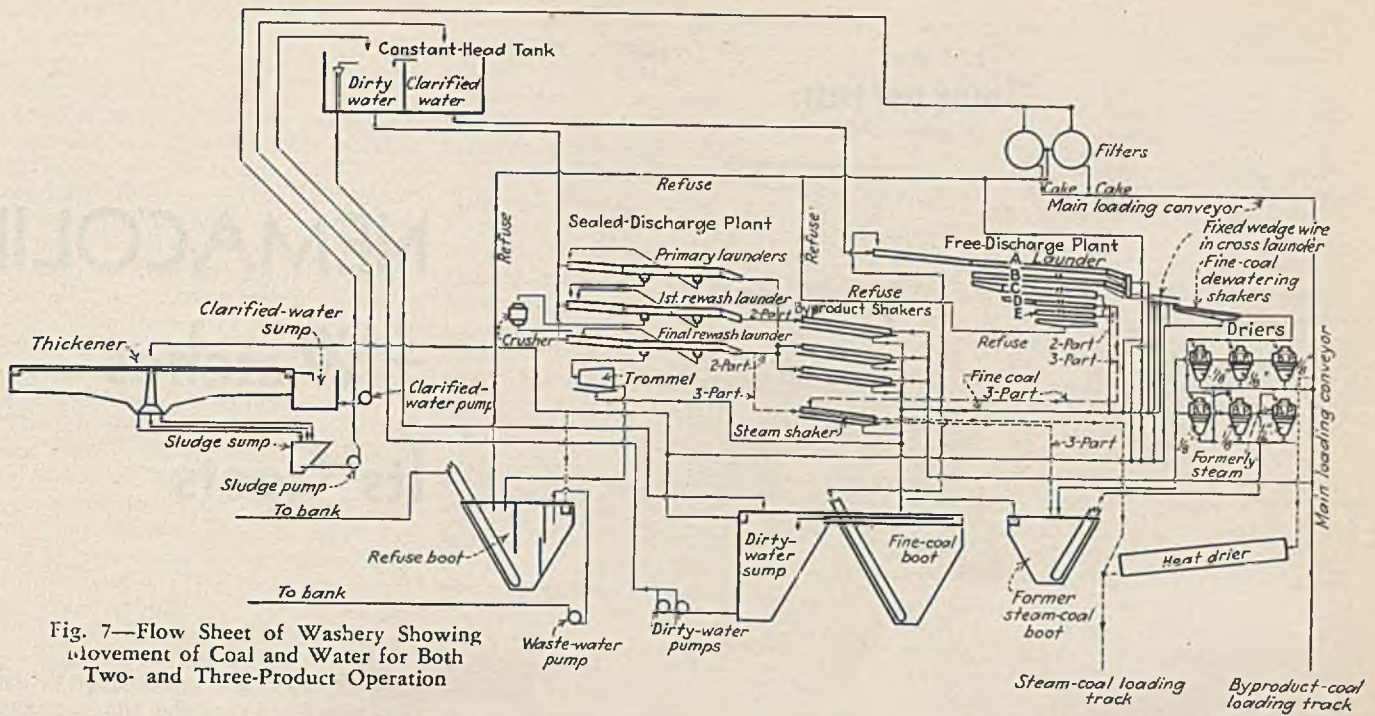 Constant-Head Tank
Dirty
water
Clarified
water
Filters
Cake Cake
Main loading conveyor
Refuse
Refuse
Refuse
Sealed-Discharge Plant
Primary launders
1st. rewash launder
Final rewash launder
2-Part
Crusher
Trommel
2-Part
3-Part
Byproduct Shakers
Steam shaker
Refuse
Free-Discharge Plant
A Launder
B
C
D
E
Refuse
2-Part
3-Part
Fine coal
3-Part
3-Part
Fixed wedge wire
in cross launder
Fine-coal
dewatering
shakers
Driers
Formerly
steam
Main loading conveyor
Heat drier
Clarified-water
sump
Thickener
Clarified-
water pump
Sludge sump
Sludge pump
To bank
Refuse boot
To bank
Waste-water
pump
Dirty-water
pumps
Dirty-
water
sump
Fine-coal
boot
Former
steam-coal
boot
Steam-coal loading
track
Byproduct-coal
loading track
Fig. 7—Flow Sheet of Washery Showing
Movement of Coal and Water for Both
Two- and Three-Product Operation